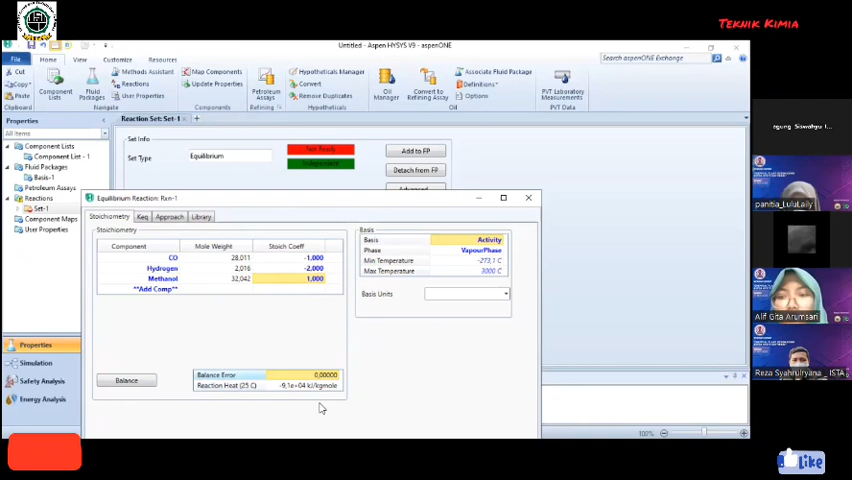 TEKNIK KIMIA
Untitled - Aspen HYSYS V9 - aspenONE
File
Home
View
Customize
Resources
Search aspenONE Exchange
Cut
Copy
Paste
Clipboard
Component Lists
Fluid Packages
Methods Assistant
Reactions
User Properties
Navigate
Map Components
Update Properties
Components
Petroleum Assays
Refining
Hypotheticals Manager
Convert
Remove Duplicates
Hypotheticals
Oil Manager
Convert to Refining Assay
Associate Fluid Package
Definitions
Options
Oil
PVT Laboratory Measurements
PVT Data
Properties
All Items
Component Lists
Component List - 1
Fluid Packages
Basis-1
Petroleum Assays
Reactions
Set-1
Component Maps
User Properties
Properties
Simulation
Safety Analysis
Energy Analysis
Reaction Set: Set-1
Set Info
Set Type
Equilibrium
Not Ready
Independent
Add to FP
Detach from FP
Advanced
Equilibrium Reaction: Rxn-1
Stoichiometry
Keq
Approach
Library
Stoichiometry
Component Mole Weight Stoich Coeff
CO 28,011 -1,000
Hydrogen 2,016 -2,000
Methanol 32,042 1,000
**Add Comp**
Balance
Balance Error 0,00000
Reaction Heat (25 C) -9,1e+04 kJ/kgmole
Basis
Basis Activity
Phase VapourPhase
Min Temperature -273,1 C
Max Temperature 3000 C
Basis Units
100%
panitia_LulaLaily
Alif Gita Arumsari
Reza Syahrulryana _ ISTA
Like